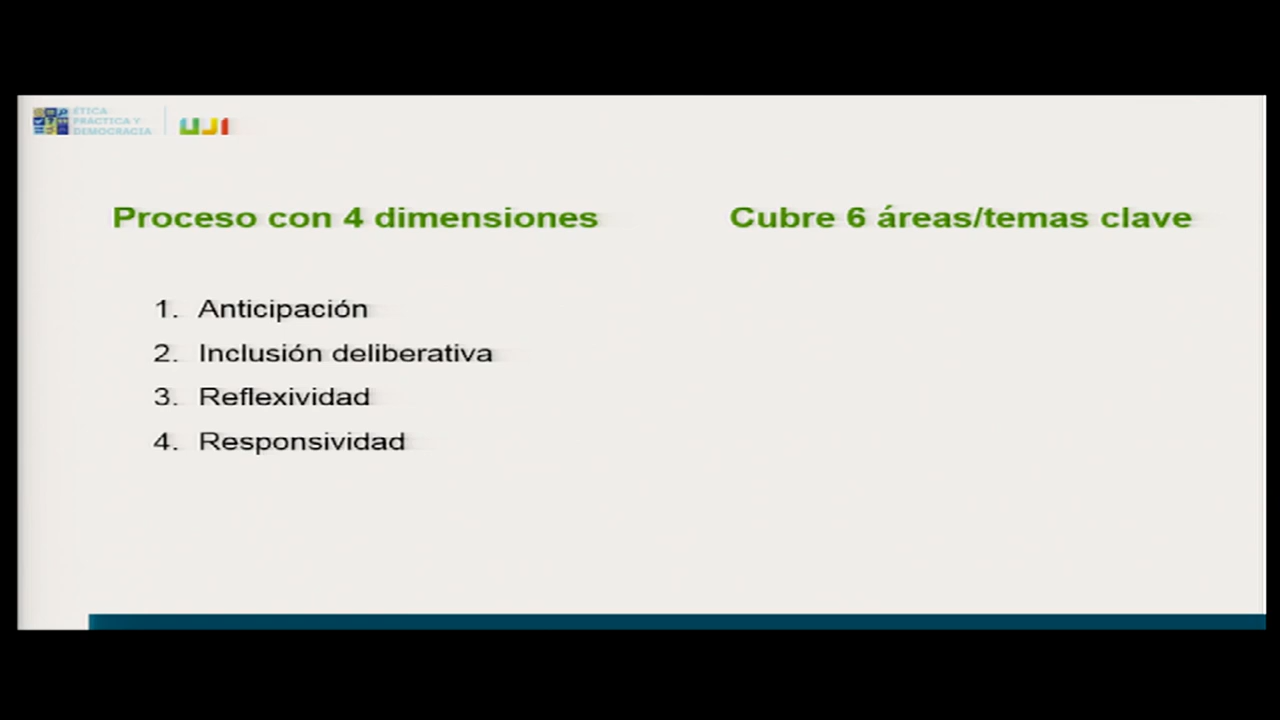 ÉTICA
PRÁCTICA Y
DEMOCRACIA
UJI
Proceso con 4 dimensiones
Cubre 6 áreas/temas clave
1. Anticipación
2. Inclusión deliberativa
3. Reflexividad
4. Responsividad